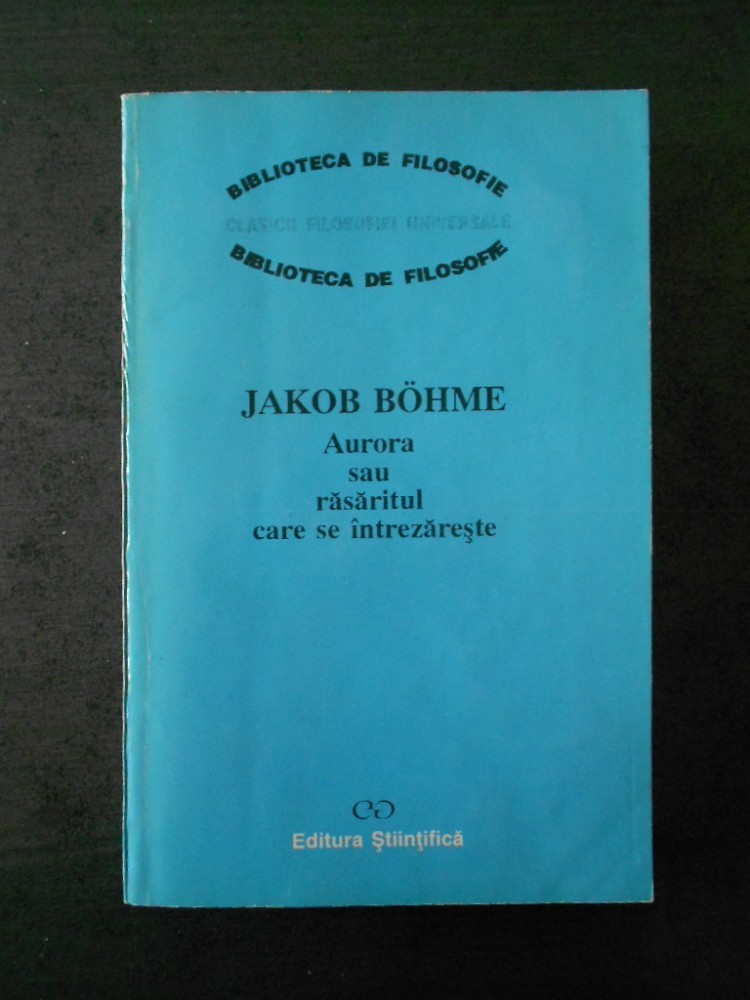 BIBLIOTECA DE FILOSOFIE
CLASICII FILOSOFIEI UNIVERSALE
BIBLIOTECA DE FILOSOFIE
JAKOB BÖHME
Aurora
sau
răsăritul
care se întrezărește
Editura Științifică